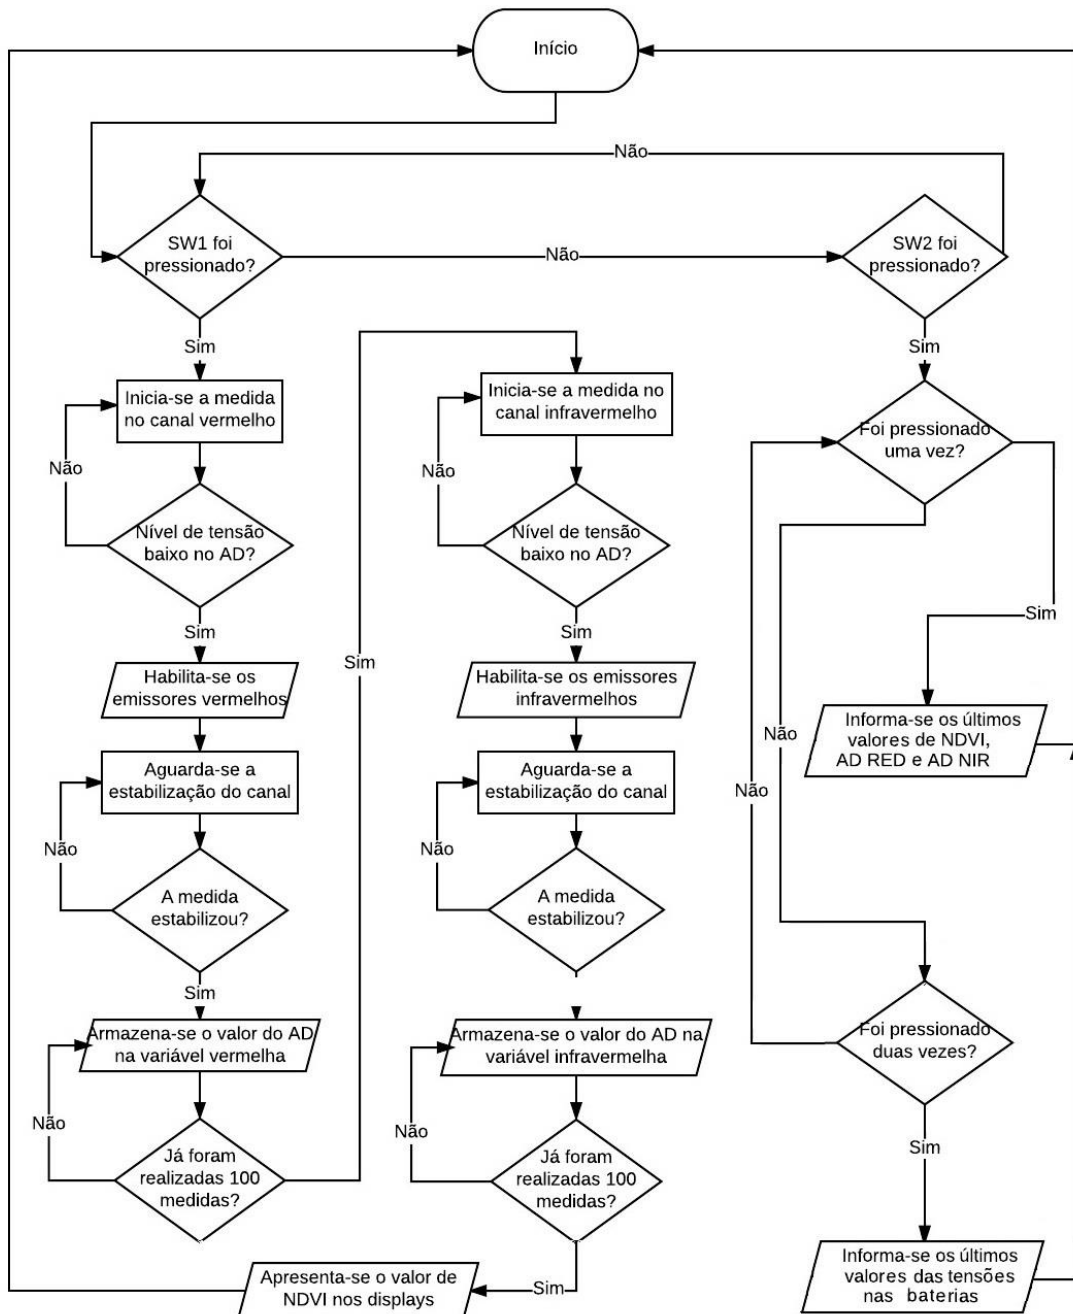 Início
Não
SW1 foi
pressionado?
Não
SW2 foi
pressionado?
Sim
Inicia-se a medida
no canal vermelho
Não
Nível de tensão
baixo no AD?
Sim
Habilita-se os
emissores vermelhos
Aguarda-se a
estabilização do canal
Não
A medida
estabilizou?
Sim
Armazena-se o valor do AD
na variável vermelha
Não
Já foram
realizadas 100
medidas?
Sim
Inicia-se a medida no
canal infravermelho
Não
Nível de tensão
baixo no AD?
Sim
Habilita-se os emissores
infravermelhos
Aguarda-se a
estabilização do canal
Não
A medida
estabilizou?
Armazena-se o valor do AD na
variável infravermelha
Não
Já foram
realizadas 100
medidas?
Sim
Apresenta-se o valor de
NDVI nos displays
Sim
Foi pressionado
uma vez?
Sim
Informa-se os últimos
valores de NDVI,
AD RED e AD NIR
Não
Não
Foi pressionado
duas vezes?
Sim
Informa-se os últimos
valores das tensões
nas baterias